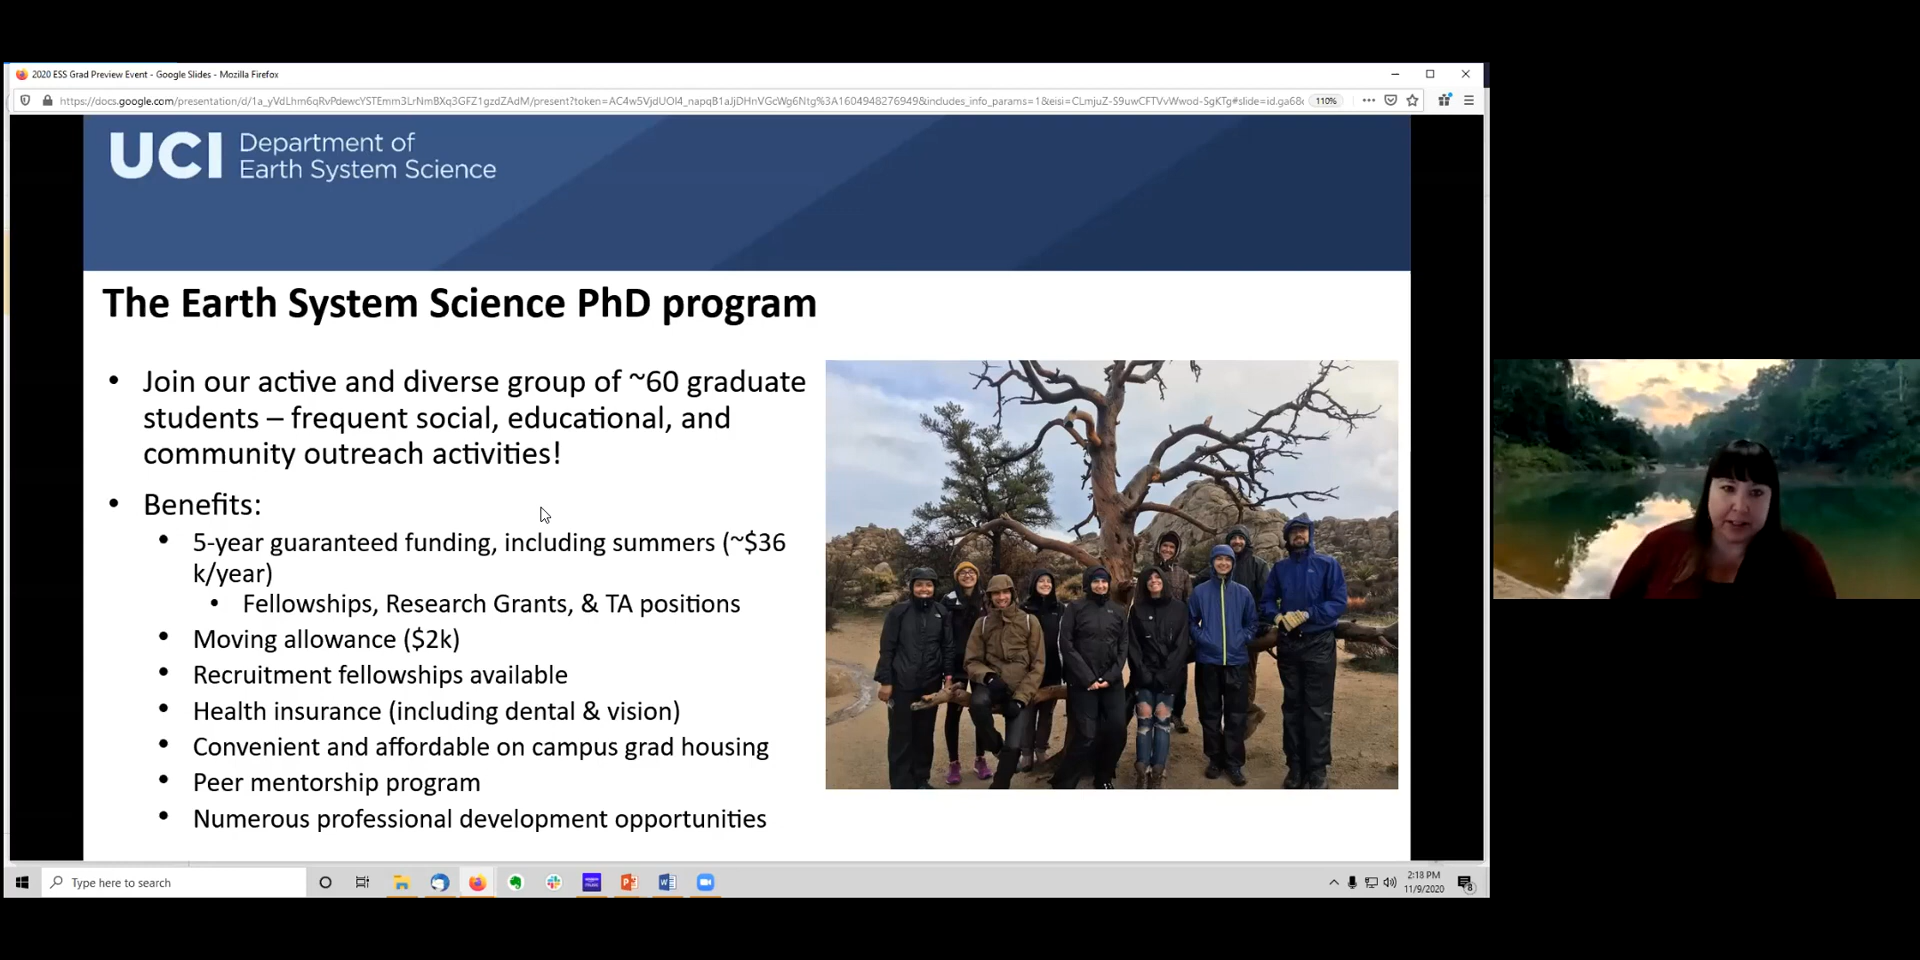 2020 ESS Grad Preview Event - Google Slides - Mozilla Firefox
110%
UCI Department of
Earth System Science
The Earth System Science PhD program
• Join our active and diverse group of ~60 graduate
students – frequent social, educational, and
community outreach activities!
• Benefits:
• 5-year guaranteed funding, including summers (~$36
k/year)
• Fellowships, Research Grants, & TA positions
• Moving allowance ($2k)
• Recruitment fellowships available
• Health insurance (including dental & vision)
• Convenient and affordable on campus grad housing
• Peer mentorship program
• Numerous professional development opportunities
Type here to search
2:18 PM
11/9/2020